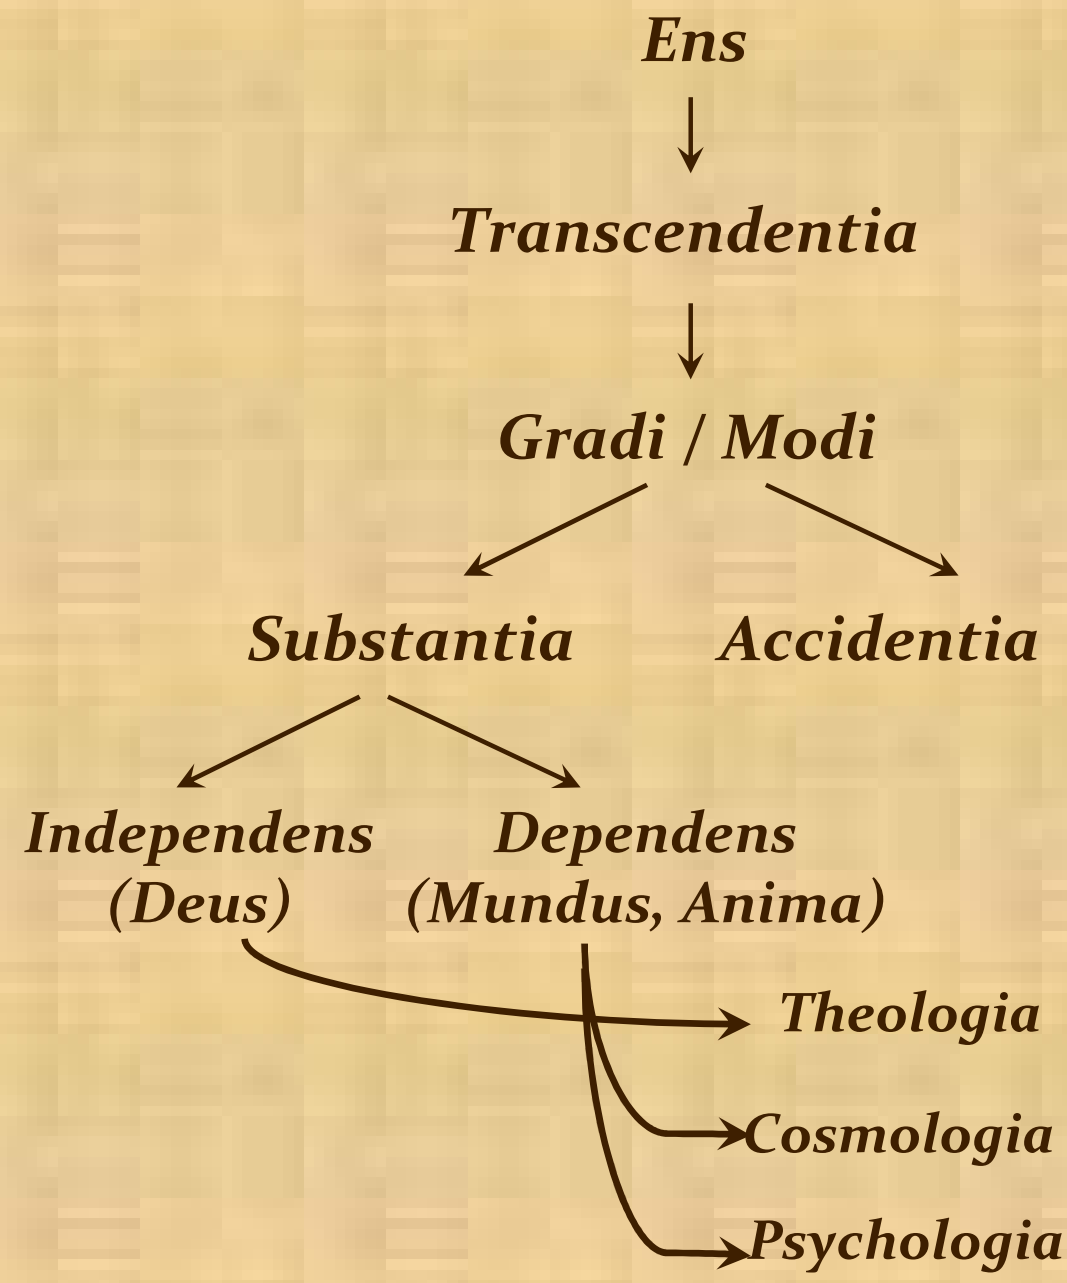 Ens
Transcendentia
Gradi / Modi
Substantia
Accidentia
Independens
(Deus)
Dependens
(Mundus, Anima)
Theologia
Cosmologia
Psychologia